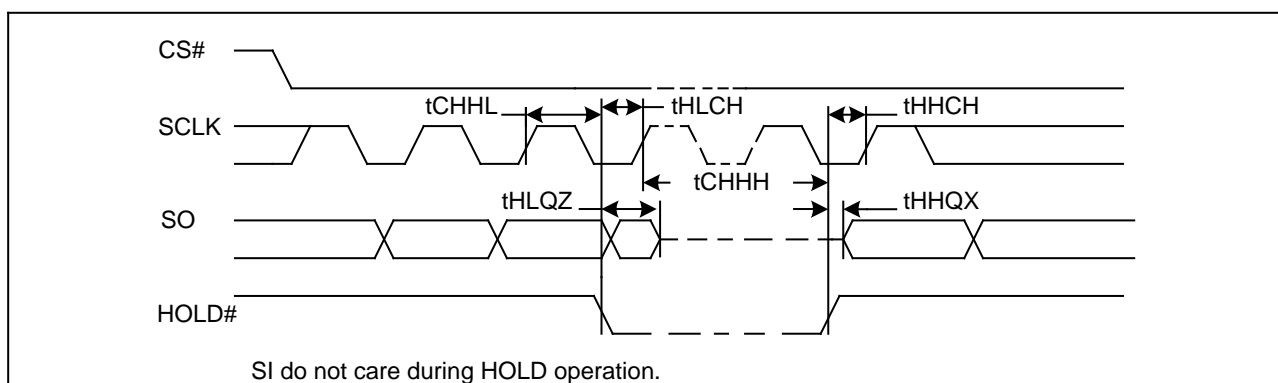 CS#
tCHHL
tHLCH
tHHCH
SCLK
tCHHH
tHLQZ
tHHQX
SO
HOLD#
SI do not care during HOLD operation.